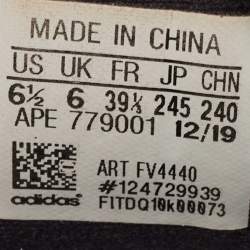 MADE IN CHINA
US UK FR JP CHN
6½ 6 39⅓ 245 240
APE 779001 12/19
ART FV4440
#124729939
adidas F1TDQ10k00073